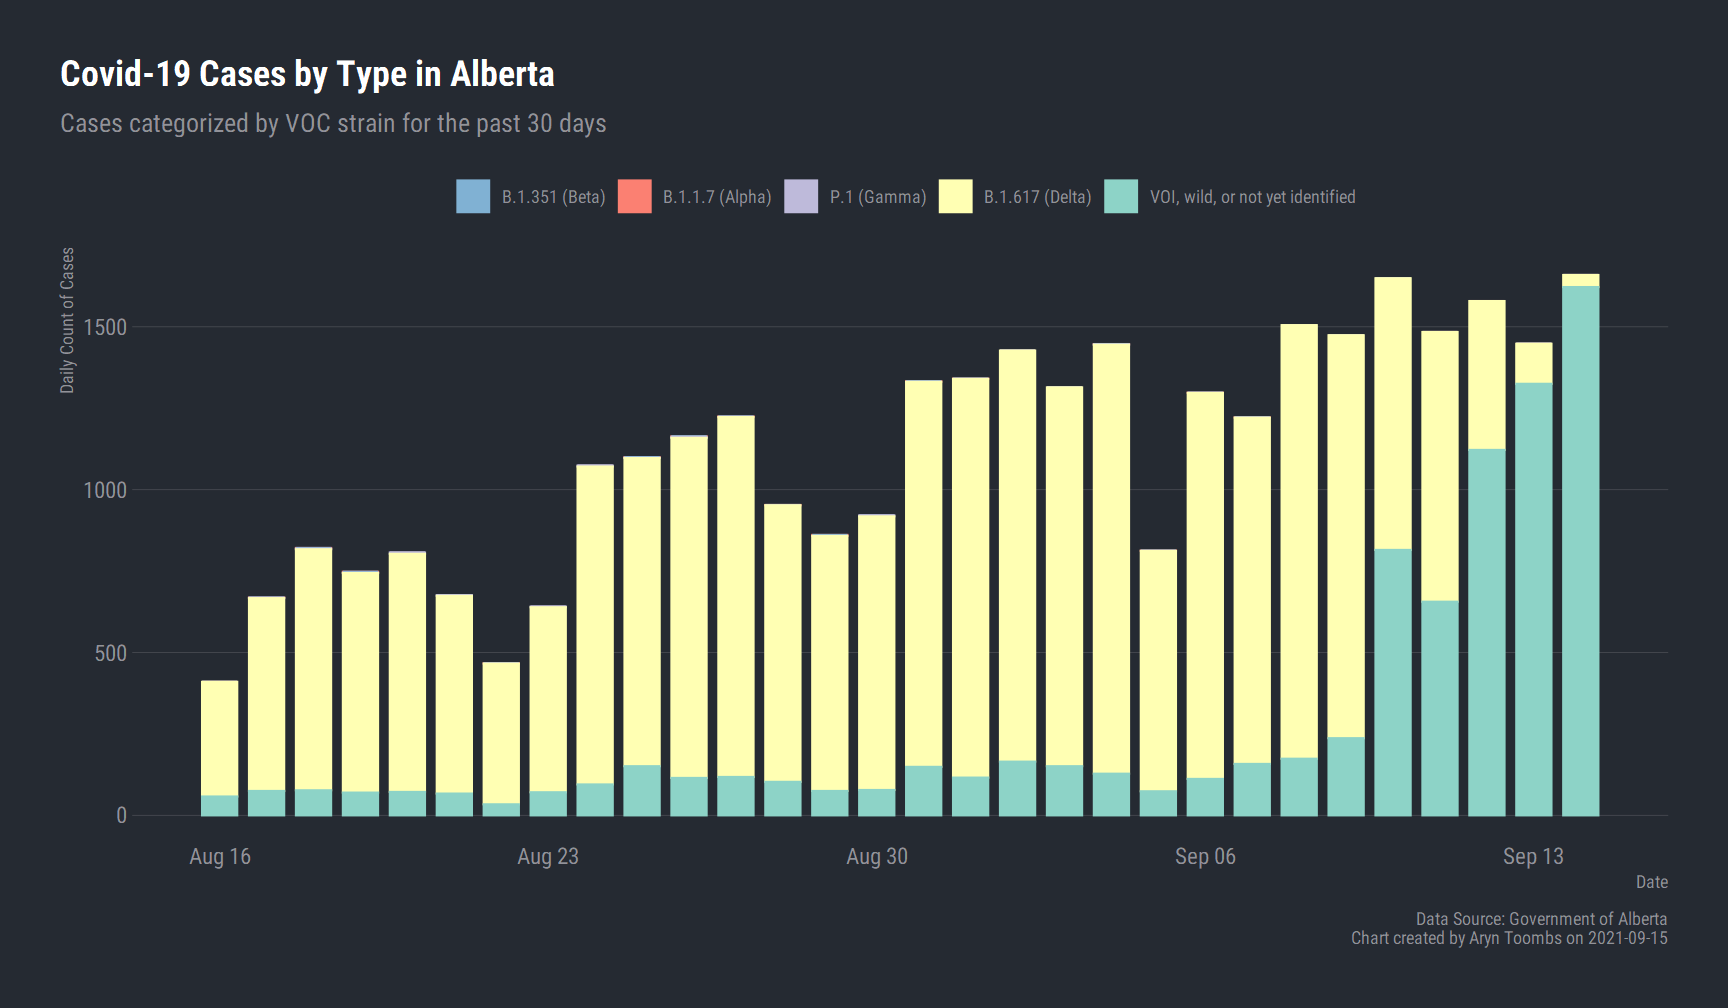 Covid-19 Cases by Type in Alberta
Cases categorized by VOC strain for the past 30 days
B.1.351 (Beta) B.1.1.7 (Alpha) P.1 (Gamma) B.1.617 (Delta) VOI, wild, or not yet identified
Daily Count of Cases
1500
1000
500
0
Aug 16 Aug 23 Aug 30 Sep 06 Sep 13
Date
Data Source: Government of Alberta
Chart created by Aryn Toombs on 2021-09-15